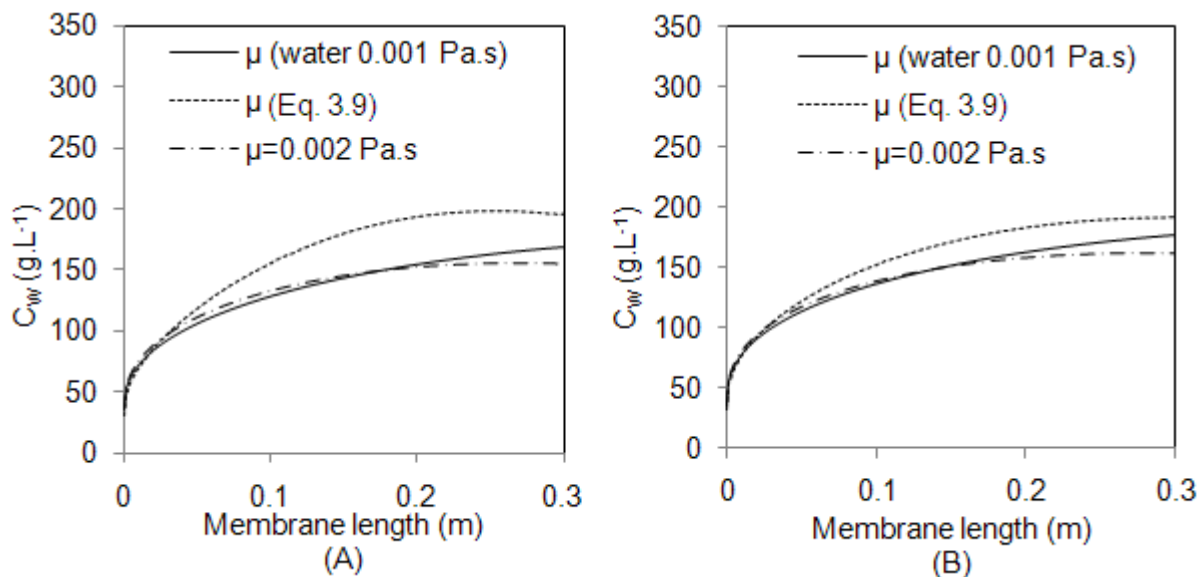 350
300
250
200
150
100
50
0
C_W (g.L⁻¹)
μ (water 0.001 Pa.s)
μ (Eq. 3.9)
μ=0.002 Pa.s
0 0.1 0.2 0.3
Membrane length (m)
(A)
350
300
250
200
150
100
50
0
C_W (g.L⁻¹)
μ (water 0.001 Pa.s)
μ (Eq. 3.9)
μ=0.002 Pa.s
0 0.1 0.2 0.3
Membrane length (m)
(B)